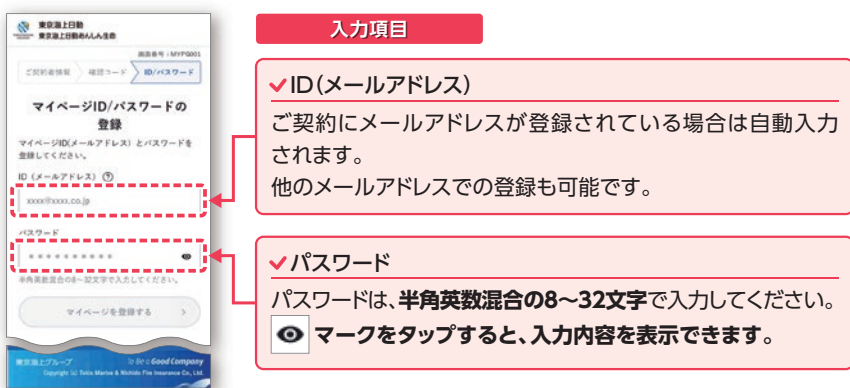 東京海上日動
東京海上日動あんしん生命
画面番号：MYP0001
ご契約者情報
確認コード
ID/パスワード
マイページID/パスワードの
登録
マイページID(メールアドレス) とパスワードを
登録してください。
ID (メールアドレス) ?
xxxx@xxxx.co.jp
パスワード
半角英数混合の8~32文字で入力してください。
マイページを登録する
東京海上グループ
To Be a Good Company
Copyright (c) Tokio Marine & Nichido Fire Insurance Co., Ltd.
入力項目
ID(メールアドレス)
ご契約にメールアドレスが登録されている場合は自動入力
されます。
他のメールアドレスでの登録も可能です。
パスワード
パスワードは、半角英数混合の8～32文字で入力してください。
マークをタップすると、入力内容を表示できます。